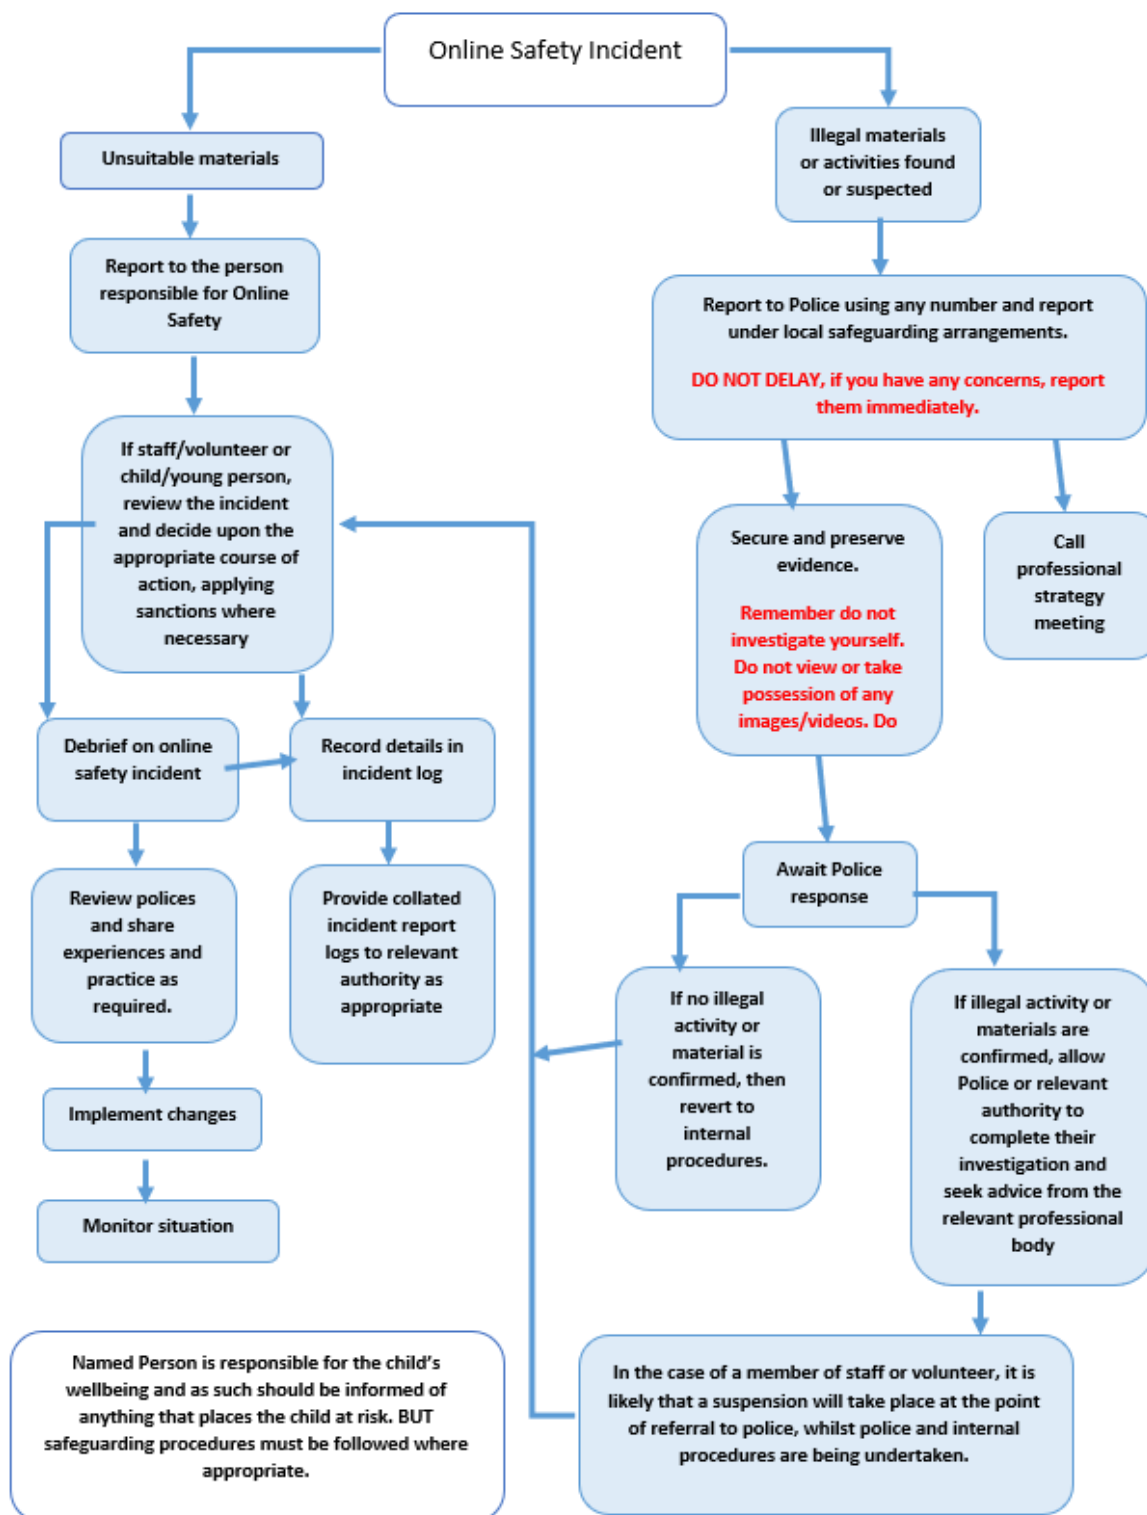 Online Safety Incident
Unsuitable materials
Report to the person
responsible for Online
Safety
If staff/volunteer or
child/young person,
review the incident
and decide upon the
appropriate course of
action, applying
sanctions where
necessary
Debrief on online
safety incident
Record details in
incident log
Review polices
and share
experiences and
practice as
required.
Provide collated
incident report
logs to relevant
authority as
appropriate
Implement changes
Monitor situation
Illegal materials
or activities found
or suspected
Report to Police using any number and report
under local safeguarding arrangements.
DO NOT DELAY, if you have any concerns, report
them immediately.
Secure and preserve
evidence.
Remember do not
investigate yourself.
Do not view or take
possession of any
images/videos. Do
Call
professional
strategy
meeting
Await Police
response
If no illegal
activity or
material is
confirmed, then
revert to
internal
procedures.
If illegal activity or
materials are
confirmed, allow
Police or relevant
authority to
complete their
investigation and
seek advice from the
relevant professional
body
In the case of a member of staff or volunteer, it is
likely that a suspension will take place at the point
of referral to police, whilst police and internal
procedures are being undertaken.
Named Person is responsible for the child’s
wellbeing and as such should be informed of
anything that places the child at risk. BUT
safeguarding procedures must be followed where
appropriate.